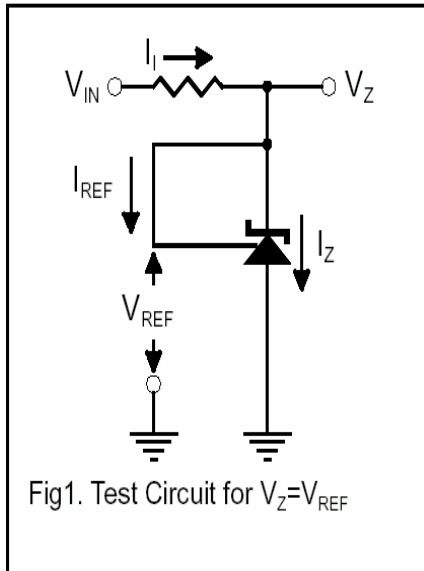 I_I
V_IN V_Z
I_REF
I_Z
V_REF
Fig1. Test Circuit for V_Z=V_REF